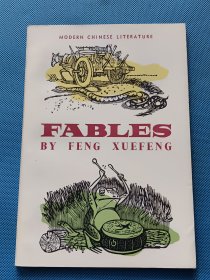 MODERN CHINESE LITERATURE
FABLES
BY FENG XUEFENG